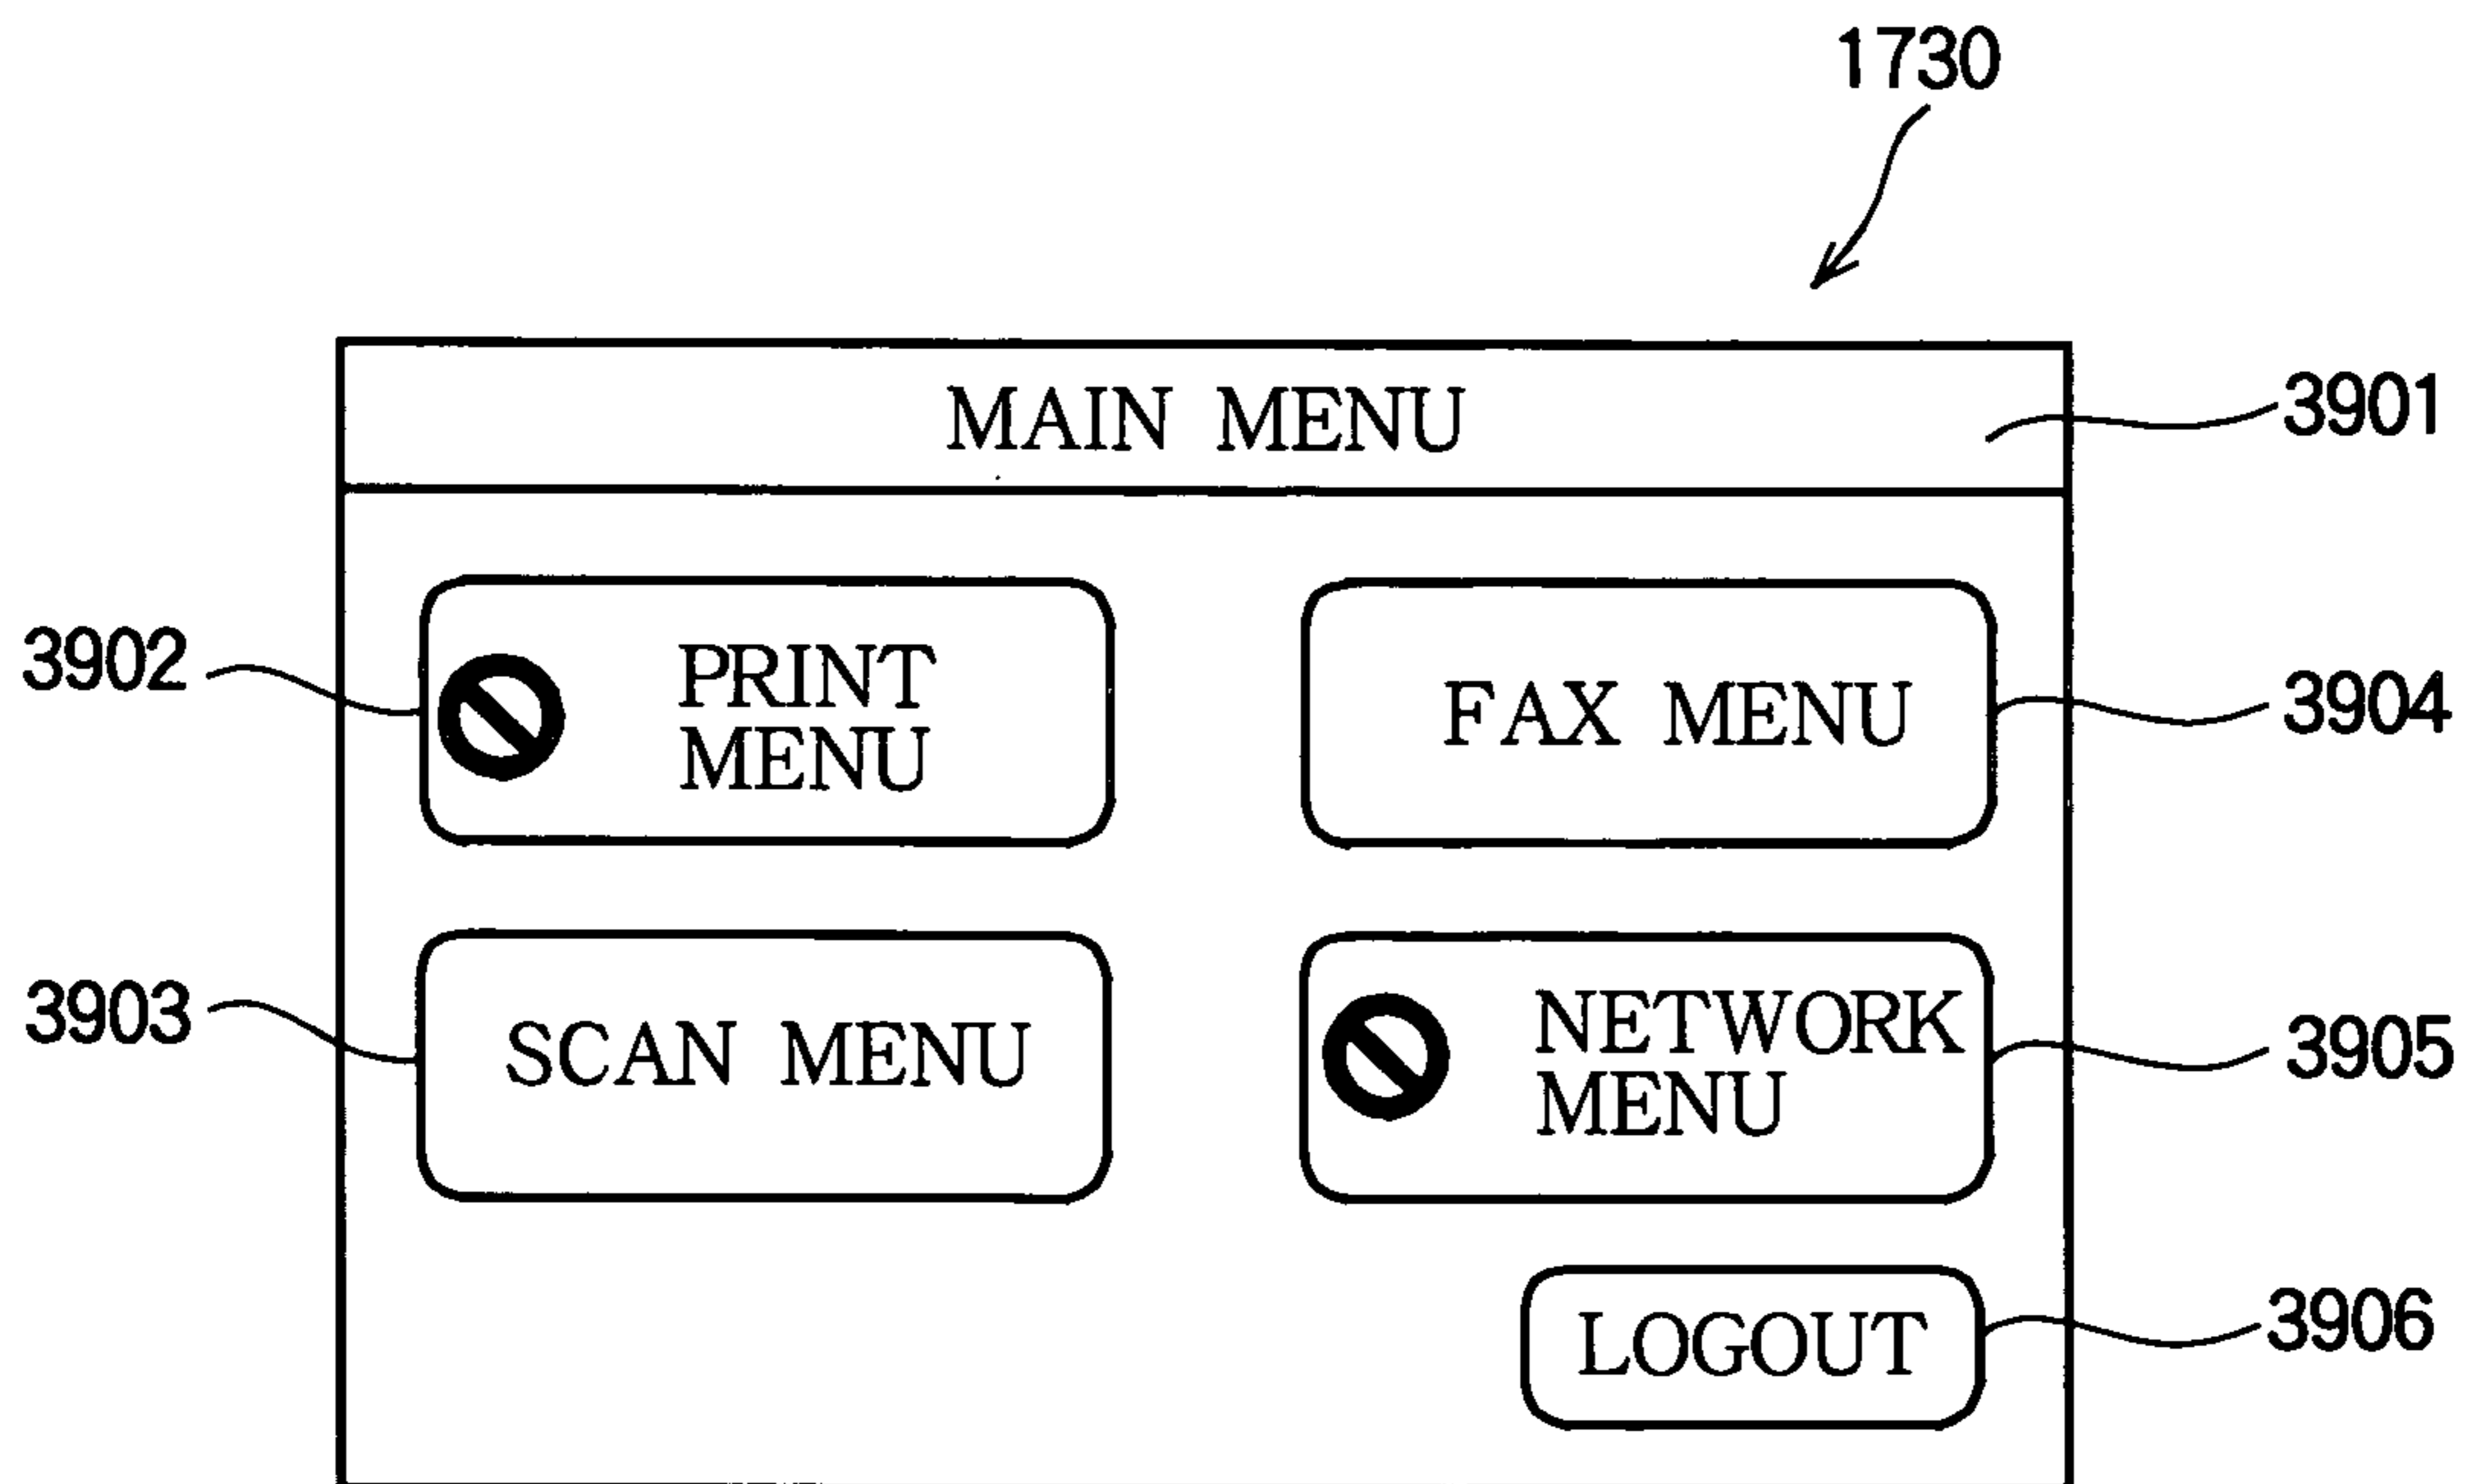 1730
MAIN MENU
3901
3902
PRINT
MENU
FAX MENU
3904
3903
SCAN MENU
NETWORK
MENU
3905
LOGOUT
3906